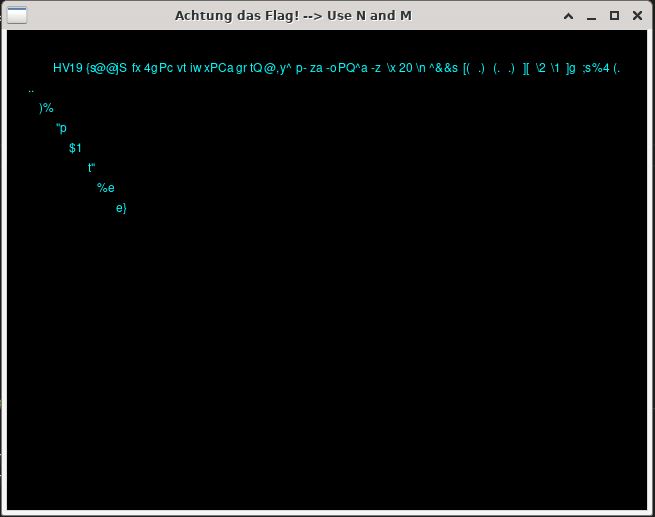 Achtung das Flag! --> Use N and M
HV19 {s@@jS fx 4gPc vt iw xPCa gr tQ@,y^ p- za -oPQ^a -z \x 20 \n ^&&s [( .) (. .) ][ \2 \1 ]g ;s%4 (.
..
)%
"p
$1
t"
%e
e}